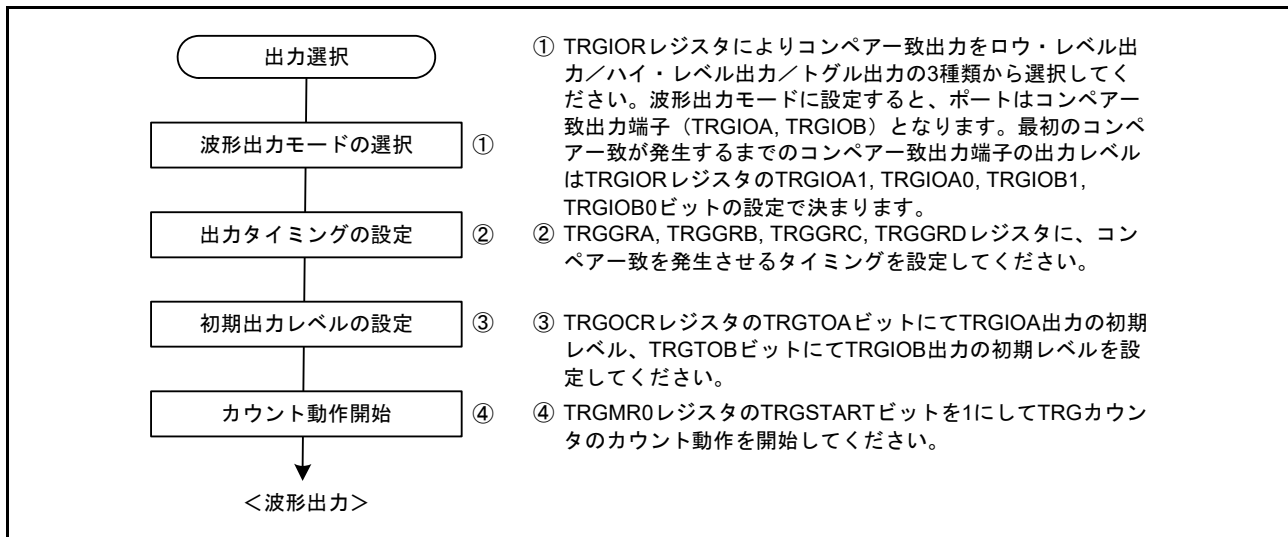 出力選択
波形出力モードの選択 ①
出力タイミングの設定 ②
初期出力レベルの設定 ③
カウント動作開始 ④
＜波形出力＞
① TRGIORレジスタによりコンペアー致出力をロウ・レベル出
力／ハイ・レベル出力／トグル出力の3種類から選択してく
ださい。波形出力モードに設定すると、ポートはコンペアー
致出力端子（TRGIOA, TRGIOB）となります。最初のコンペ
アー致が発生するまでのコンペアー致出力端子の出力レベル
はTRGIORレジスタのTRGIOA1, TRGIOA0, TRGIOB1,
TRGIOB0ビットの設定で決まります。
② TRGGRA, TRGGRB, TRGGRC, TRGGRDレジスタに、コン
ペアー致を発生させるタイミングを設定してください。
③ TRGOCRレジスタのTRGTOAビットにてTRGIOA出力の初期
レベル、TRGTOBビットにてTRGIOB出力の初期レベルを設
定してください。
④ TRGMR0レジスタのTRGSTARTビットを1にしてTRGカウン
タのカウント動作を開始してください。